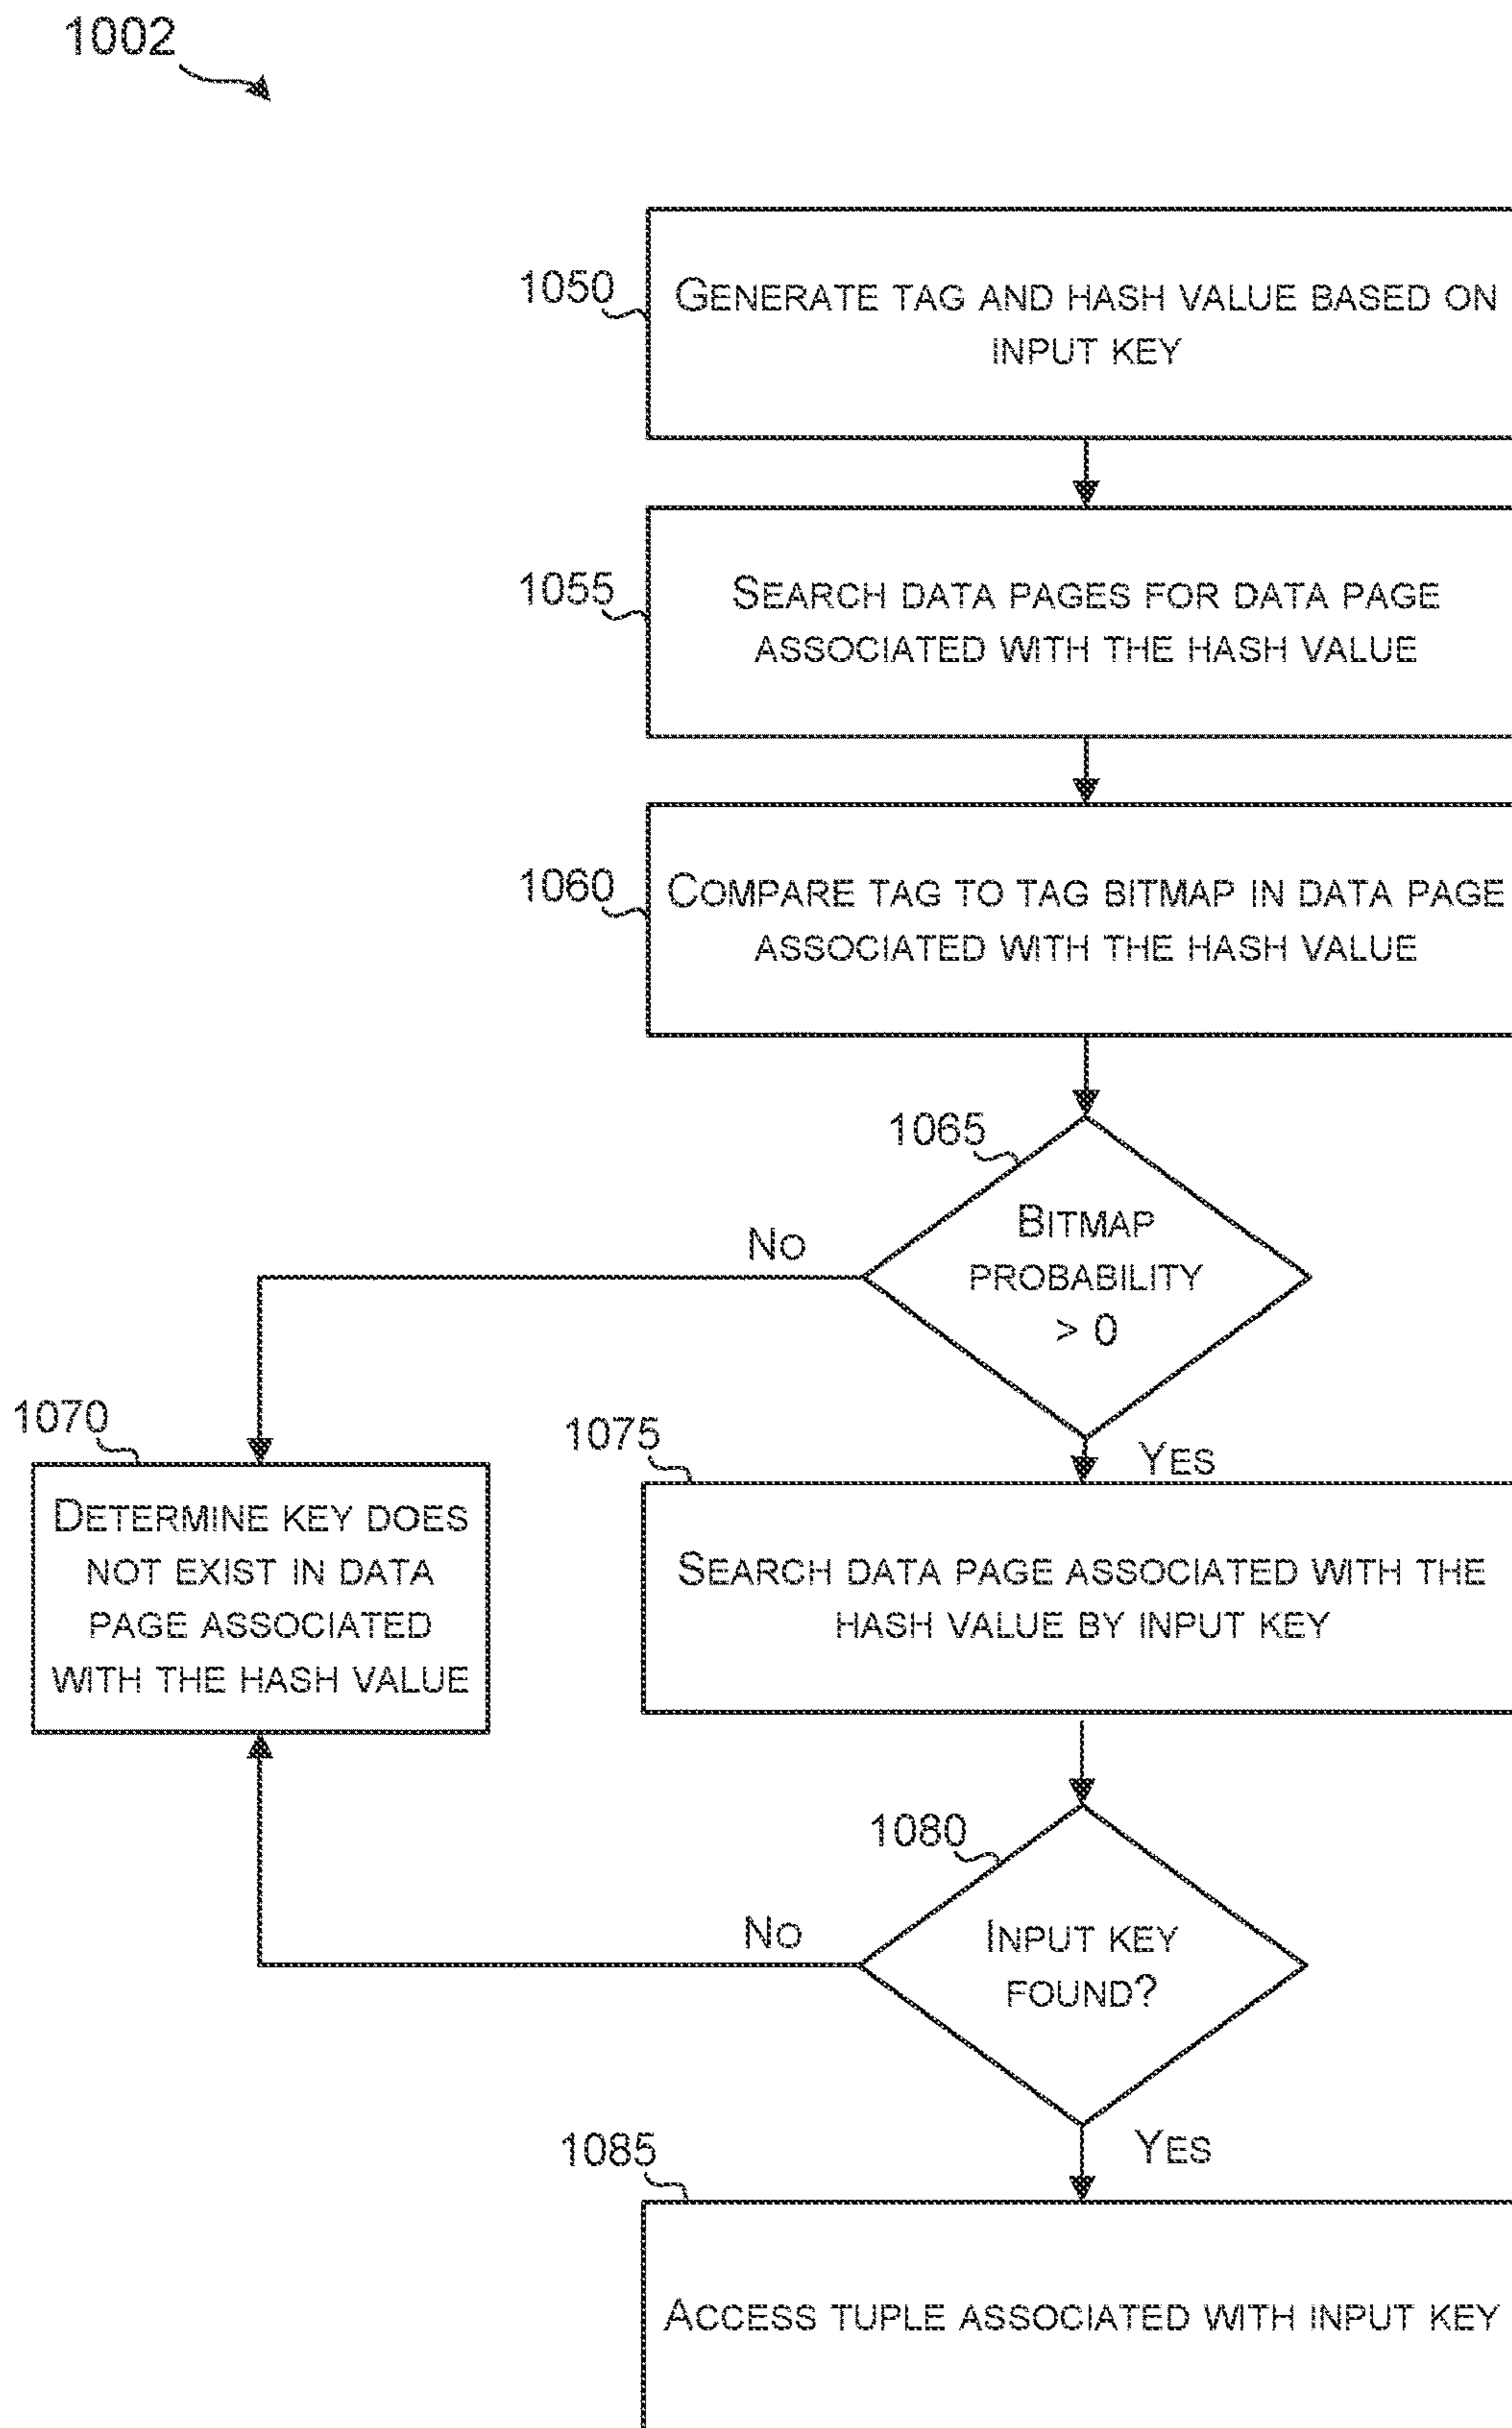 1002
1050
GENERATE TAG AND HASH VALUE BASED ON
INPUT KEY
1055
SEARCH DATA PAGES FOR DATA PAGE
ASSOCIATED WITH THE HASH VALUE
1060
COMPARE TAG TO TAG BITMAP IN DATA PAGE
ASSOCIATED WITH THE HASH VALUE
1065
BITMAP
PROBABILITY
> 0
NO
YES
1070
DETERMINE KEY DOES
NOT EXIST IN DATA
PAGE ASSOCIATED
WITH THE HASH VALUE
1075
SEARCH DATA PAGE ASSOCIATED WITH THE
HASH VALUE BY INPUT KEY
1080
INPUT KEY
FOUND?
NO
YES
1085
ACCESS TUPLE ASSOCIATED WITH INPUT KEY